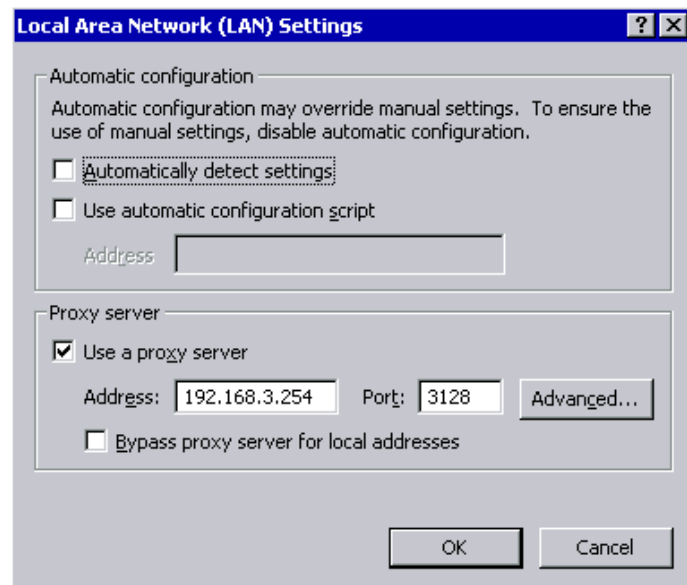 Local Area Network (LAN) Settings
Automatic configuration
Automatic configuration may override manual settings.  To ensure the
use of manual settings, disable automatic configuration.
Automatically detect settings
Use automatic configuration script
Address
Proxy server
Use a proxy server
Address: 192.168.3.254 Port: 3128 Advanced...
Bypass proxy server for local addresses
OK Cancel